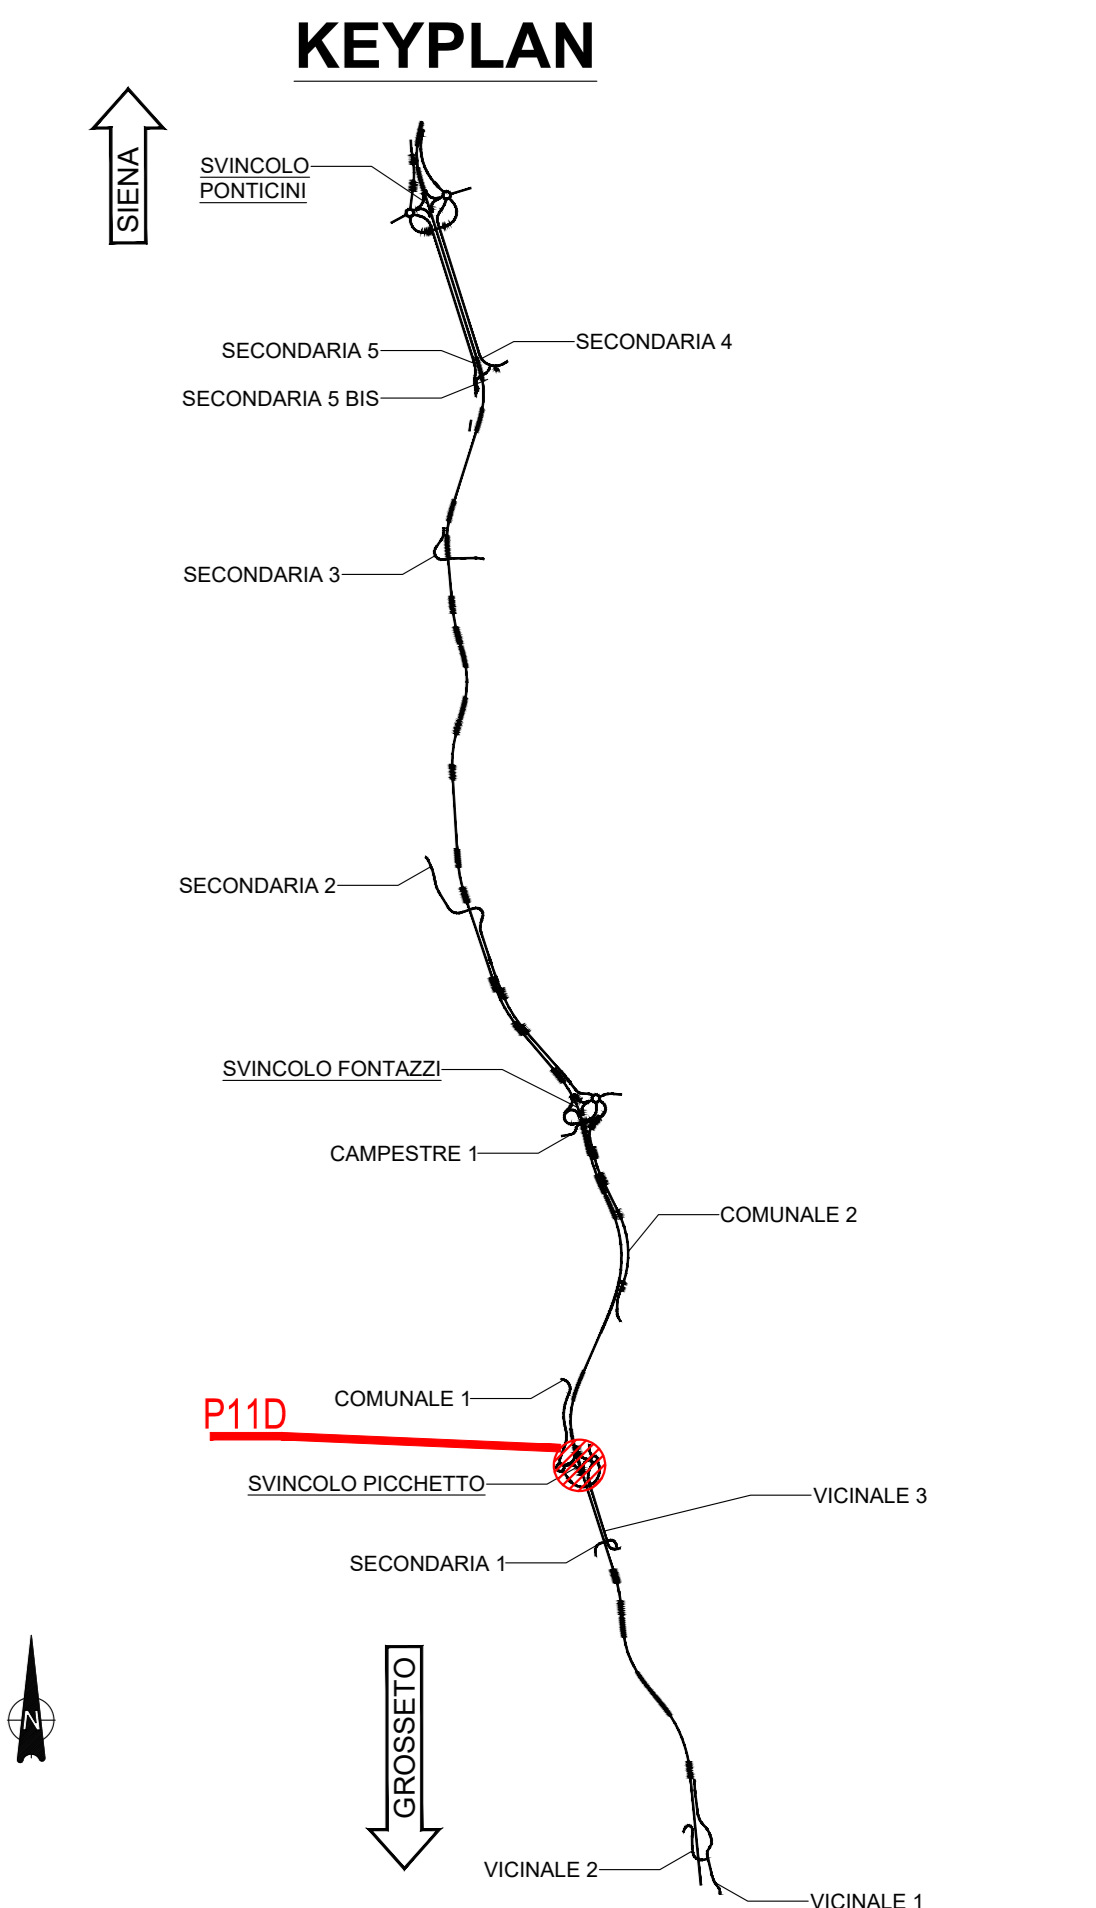 KEYPLAN
SIENA
SVINCOLO
PONTICINI
SECONDARIA 4
SECONDARIA 5
SECONDARIA 5 BIS
SECONDARIA 3
SECONDARIA 2
SVINCOLO FONTAZZI
CAMPESTRE 1
COMUNALE 2
COMUNALE 1
P11D
SVINCOLO PICCHETTO
VICINALE 3
SECONDARIA 1
GROSSETO
N
VICINALE 2
VICINALE 1